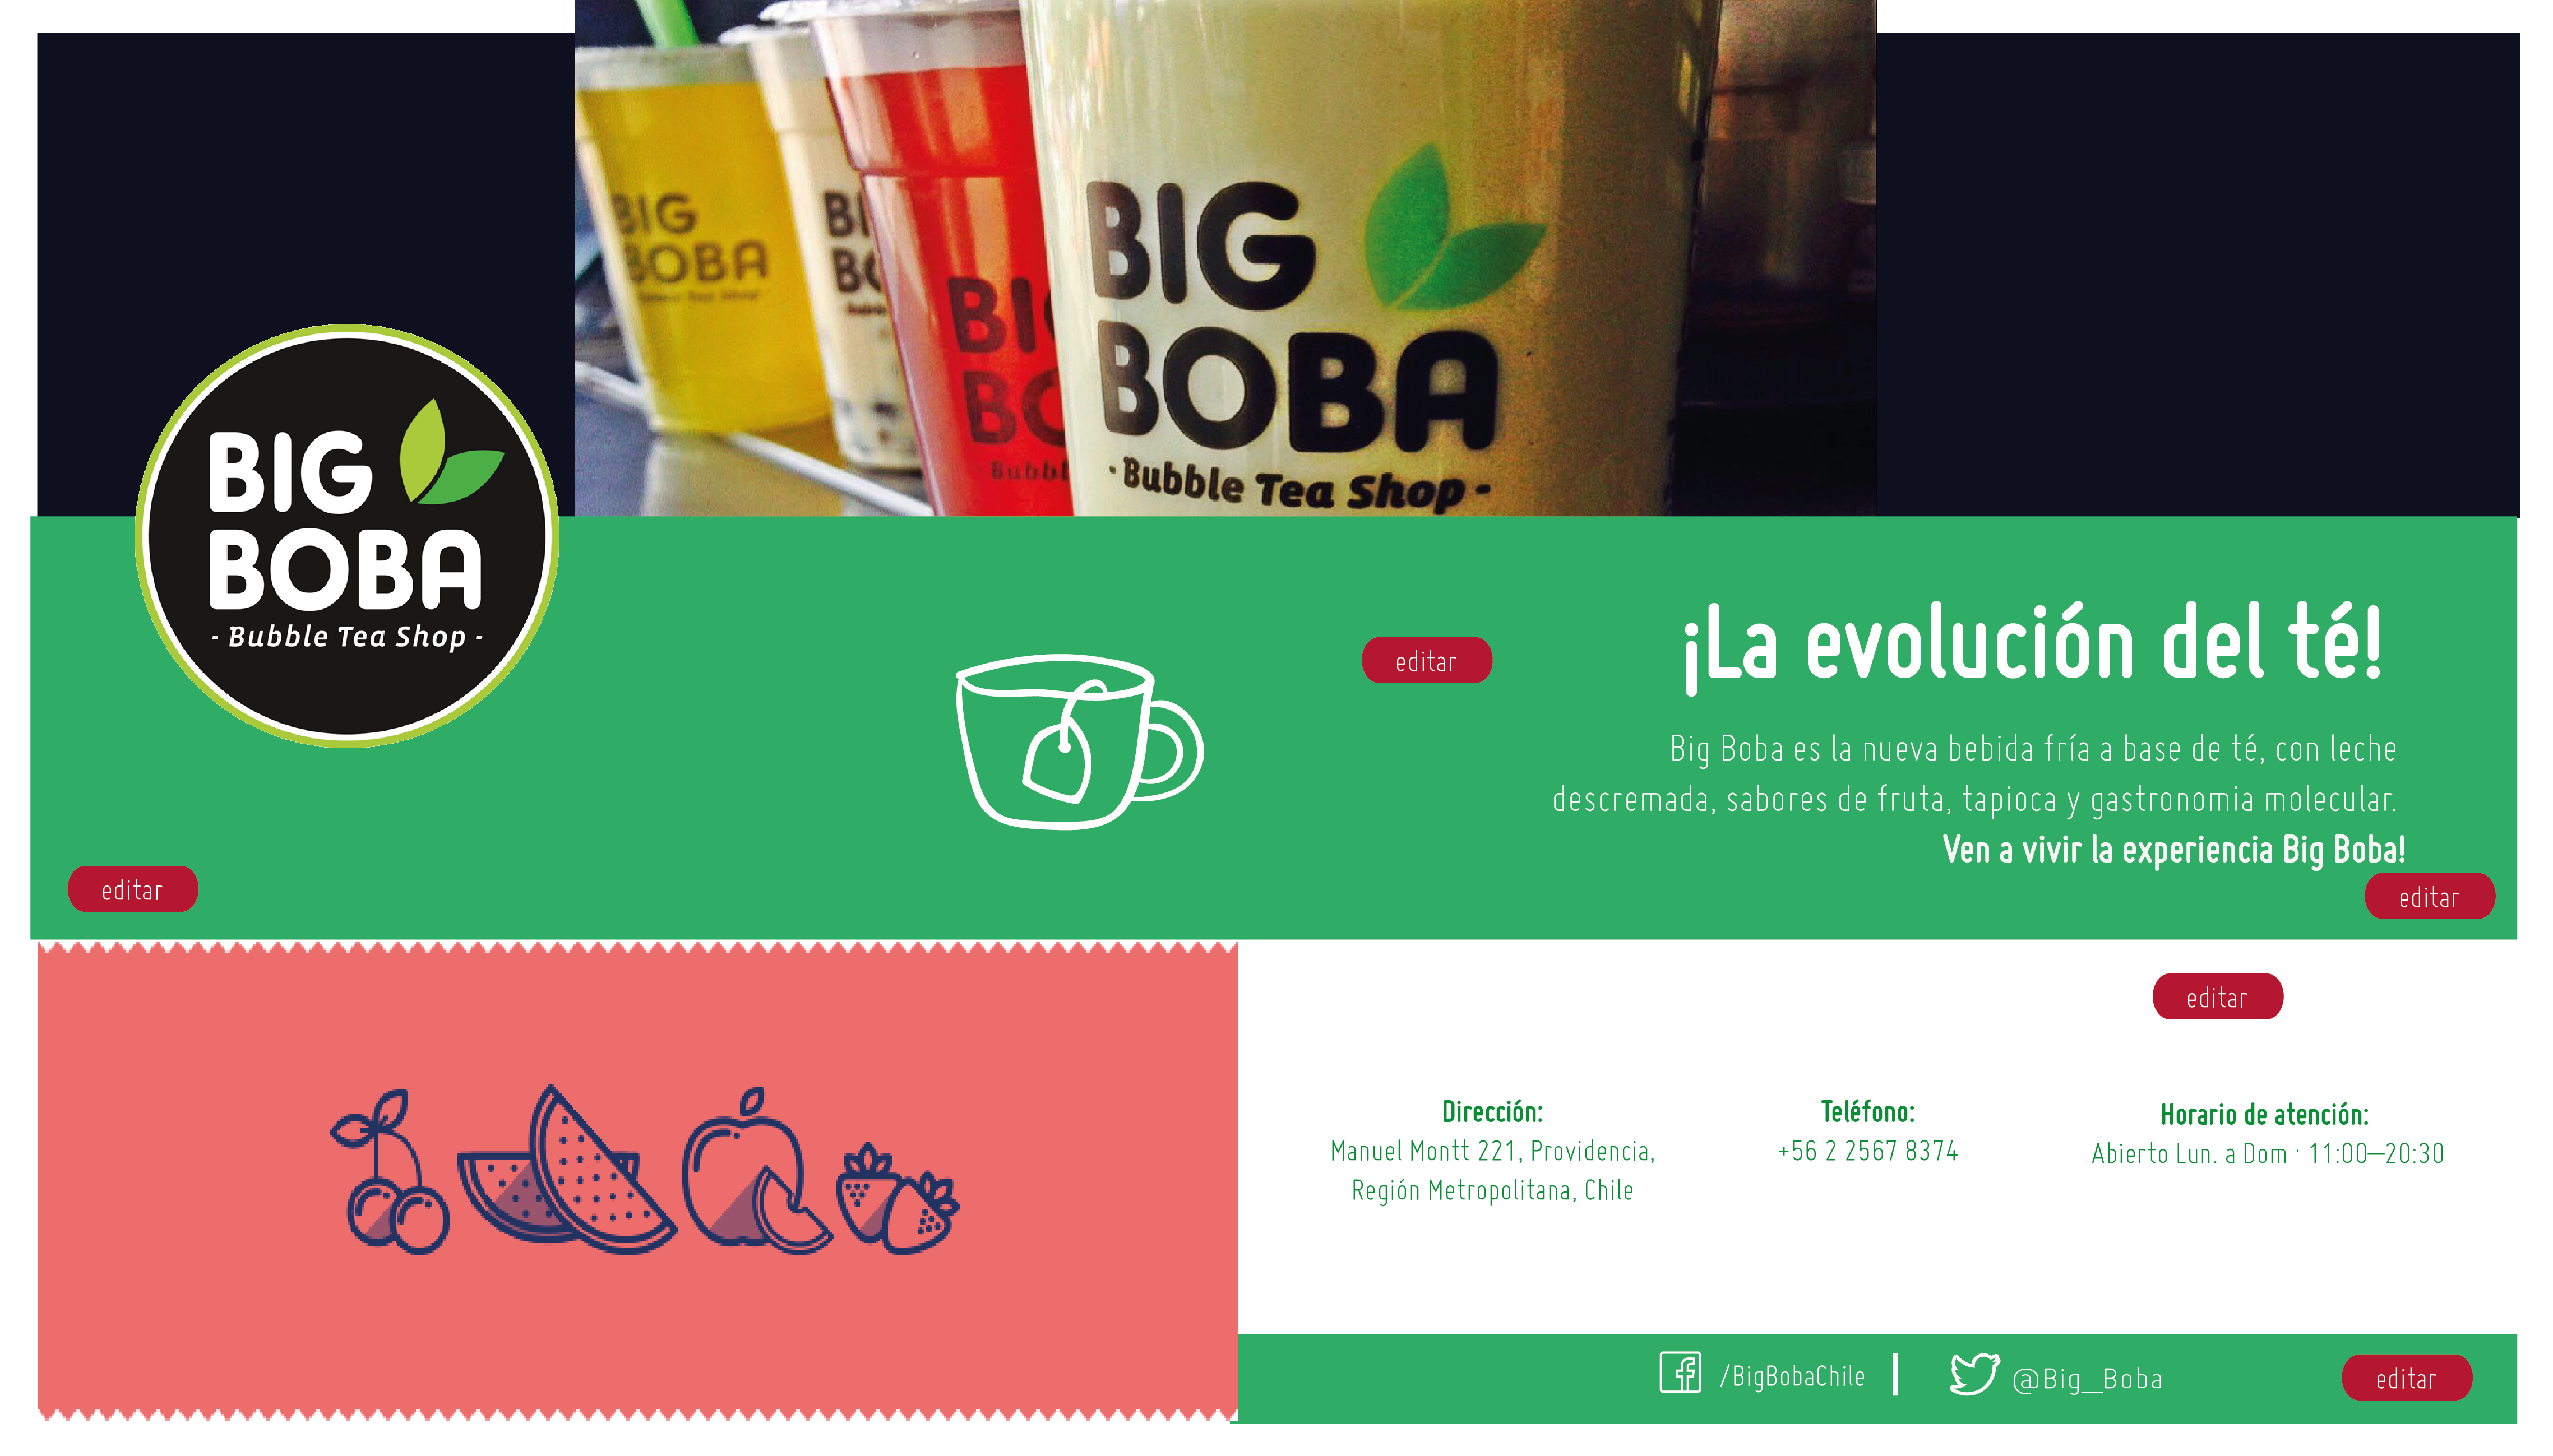 BIG
BOBA
Bubble Tea Shop
BIG
BOBA
BIG
BOBA
· Bubble Tea Shop -
BIG
BOBA
- Bubble Tea Shop -
editar
¡La evolución del té!
Big Boba es la nueva bebida fría a base de té, con leche
descremada, sabores de fruta, tapioca y gastronomia molecular.
Ven a vivir la experiencia Big Boba!
editar
editar
editar
Dirección:
Manuel Montt 221, Providencia,
Región Metropolitana, Chile
Teléfono:
+56 2 2567 8374
Horario de atención:
Abierto Lun. a Dom · 11:00—20:30
/BigBobaChile
@Big__Boba
editar